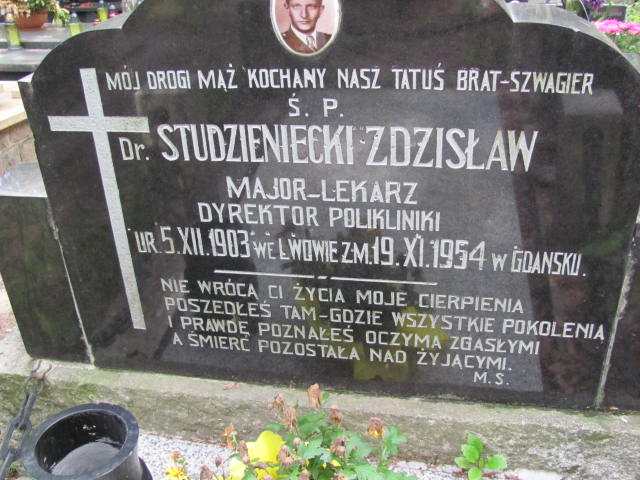 MÓJ DROGI MĄŻ KOCHANY NASZ TATUŚ BRAT-SZWAGIER
Ś. P.
Dr. STUDZIENIECKI ZDZISŁAW
MAJOR-LEKARZ
DYREKTOR POLIKLINIKI
UR. 5.XII.1903 WE LWOWIE ZM. 19.XI.1954 W GDAŃSKU.
NIE WRÓCĄ CI ŻYCIA MOJE CIERPIENIA
POSZEDŁEŚ TAM-GDZIE WSZYSTKIE POKOLENIA
I PRAWDĘ POZNAŁEŚ OCZYMA ZGASŁYMI
A ŚMIERĆ POZOSTAŁA NAD ŻYJĄCYMI.
M.S.